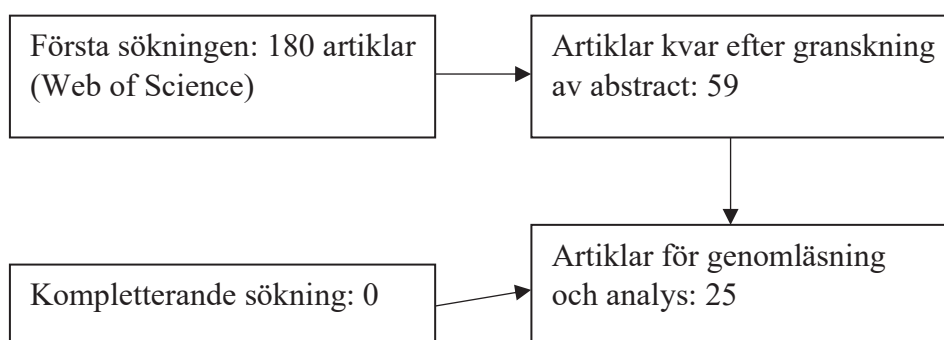 Första sökningen: 180 artiklar
(Web of Science)
Artiklar kvar efter granskning
av abstract: 59
Artiklar för genomläsning
och analys: 25
Kompletterande sökning: 0